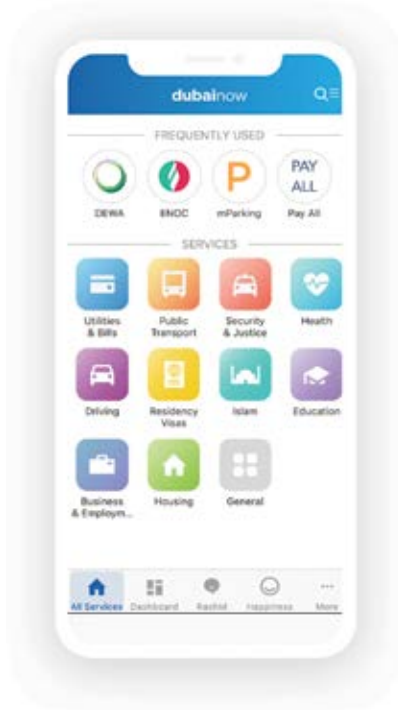 dubainow
FREQUENTLY USED
P
PAY
ALL
DEWA
ENOC
mParking
Pay All
SERVICES
Utilities
& Bills
Public
Transport
Security
& Justice
Health
Driving
Residency
Visas
Islam
Education
Business
& Employm...
Housing
General
All Services
Dashboard
Rashid
Happiness
More